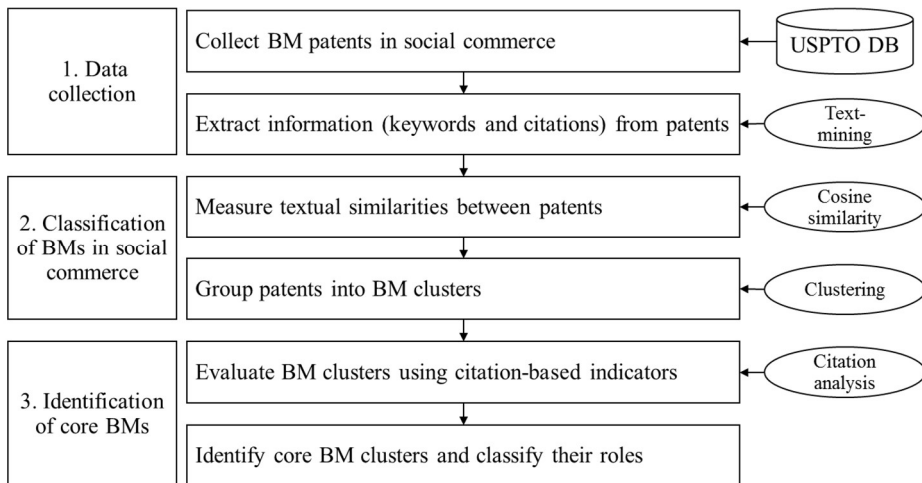 1. Data
collection
Collect BM patents in social commerce
USPTO DB
Extract information (keywords and citations) from patents
Text-
mining
2. Classification
of BMs in social
commerce
Measure textual similarities between patents
Cosine
similarity
Group patents into BM clusters
Clustering
3. Identification
of core BMs
Evaluate BM clusters using citation-based indicators
Citation
analysis
Identify core BM clusters and classify their roles